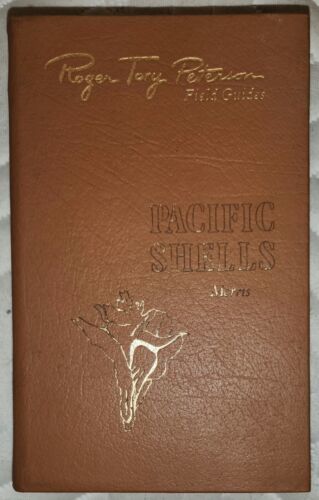 Roger Tory Peterson
Field Guides
PACIFIC
SHELLS
Morris